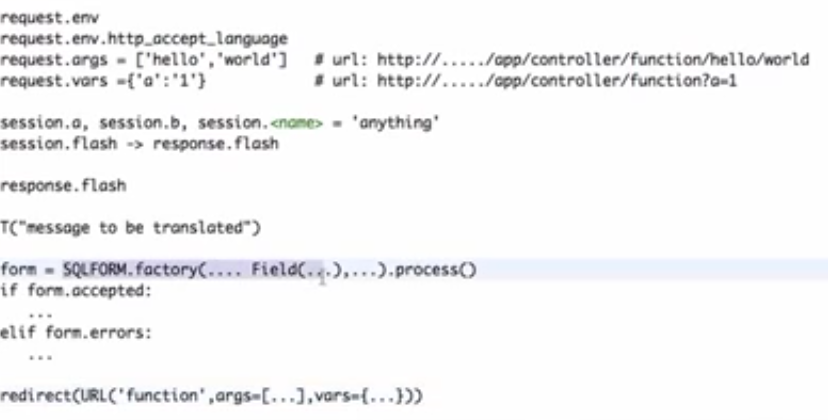 request.env
request.env.http_accept_language
request.args = ['hello','world']   # url: http://...../app/controller/function/hello/world
request.vars ={'a':'1'}            # url: http://...../app/controller/function?a=1
session.a, session.b, session.<name> = 'anything'
session.flash -> response.flash
response.flash
T("message to be translated")
form = SQLFORM.factory(.... Field(...),...).process()
if form.accepted:
   ...
elif form.errors:
   ...
redirect(URL('function',args=[...],vars={...}))